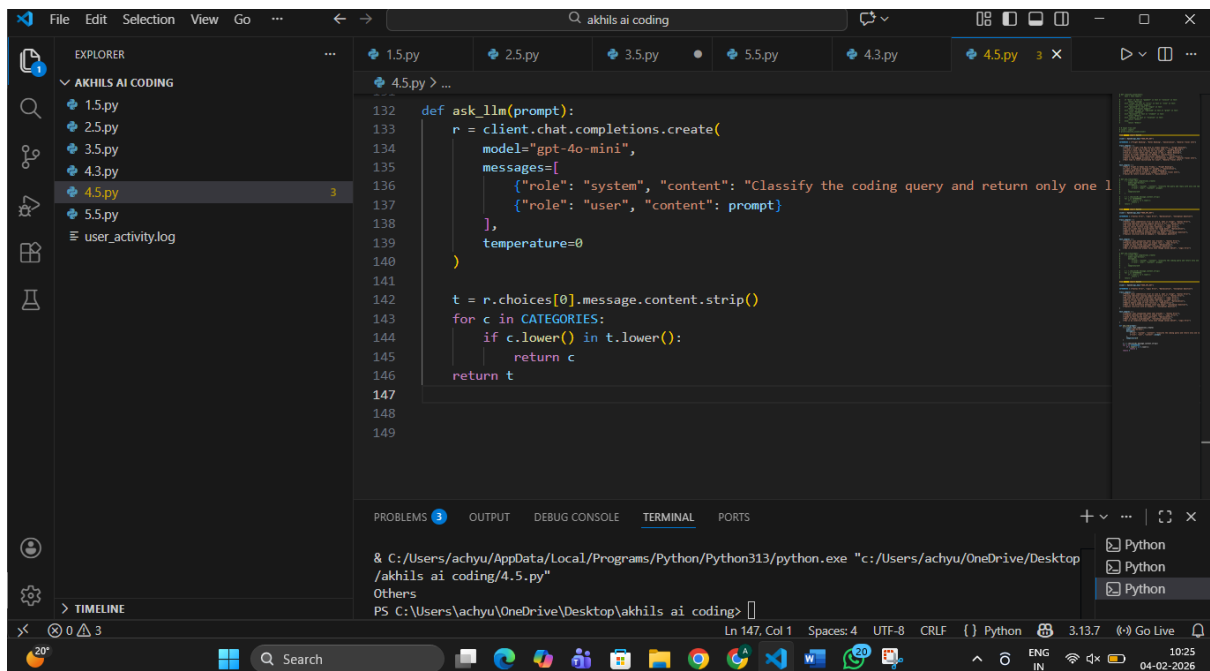 File Edit Selection View Go ··· akhils ai coding
EXPLORER ···
AKHILS AI CODING
1.5.py
2.5.py
3.5.py
4.3.py
4.5.py 3
5.5.py
user_activity.log
TIMELINE
1.5.py 2.5.py 3.5.py 5.5.py 4.3.py 4.5.py 3
4.5.py > ...
132 def ask_llm(prompt):
133 r = client.chat.completions.create(
134 model="gpt-4o-mini",
135 messages=[
136 {"role": "system", "content": "Classify the coding query and return only one l
137 {"role": "user", "content": prompt}
138 ],
139 temperature=0
140 )
141
142 t = r.choices[0].message.content.strip()
143 for c in CATEGORIES:
144 if c.lower() in t.lower():
145 return c
146 return t
147
148
149
PROBLEMS 3 OUTPUT DEBUG CONSOLE TERMINAL PORTS
& C:/Users/achyu/AppData/Local/Programs/Python/Python313/python.exe "c:/Users/achyu/OneDrive/Desktop
/akhils ai coding/4.5.py"
Others
PS C:\Users\achyu\OneDrive\Desktop\akhils ai coding>
Python
Python
Python
0 3 Ln 147, Col 1 Spaces: 4 UTF-8 CRLF { } Python 3.13.7 Go Live
20° Search 20 ENG 10:25
IN 04-02-2026